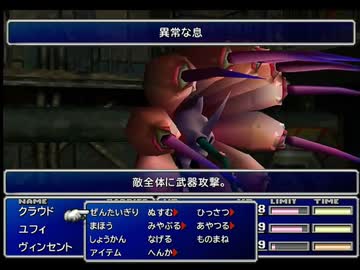 異常な息
敵全体に武器攻撃。
NAME
LIMIT
TIME
クラウド
ユフィ
ヴィンセント
ぜんたいぎり ぬすむ ひっさつ
まほう みやぶる あやつる
しょうかん なげる ものまね
アイテム へんか
8
9
9